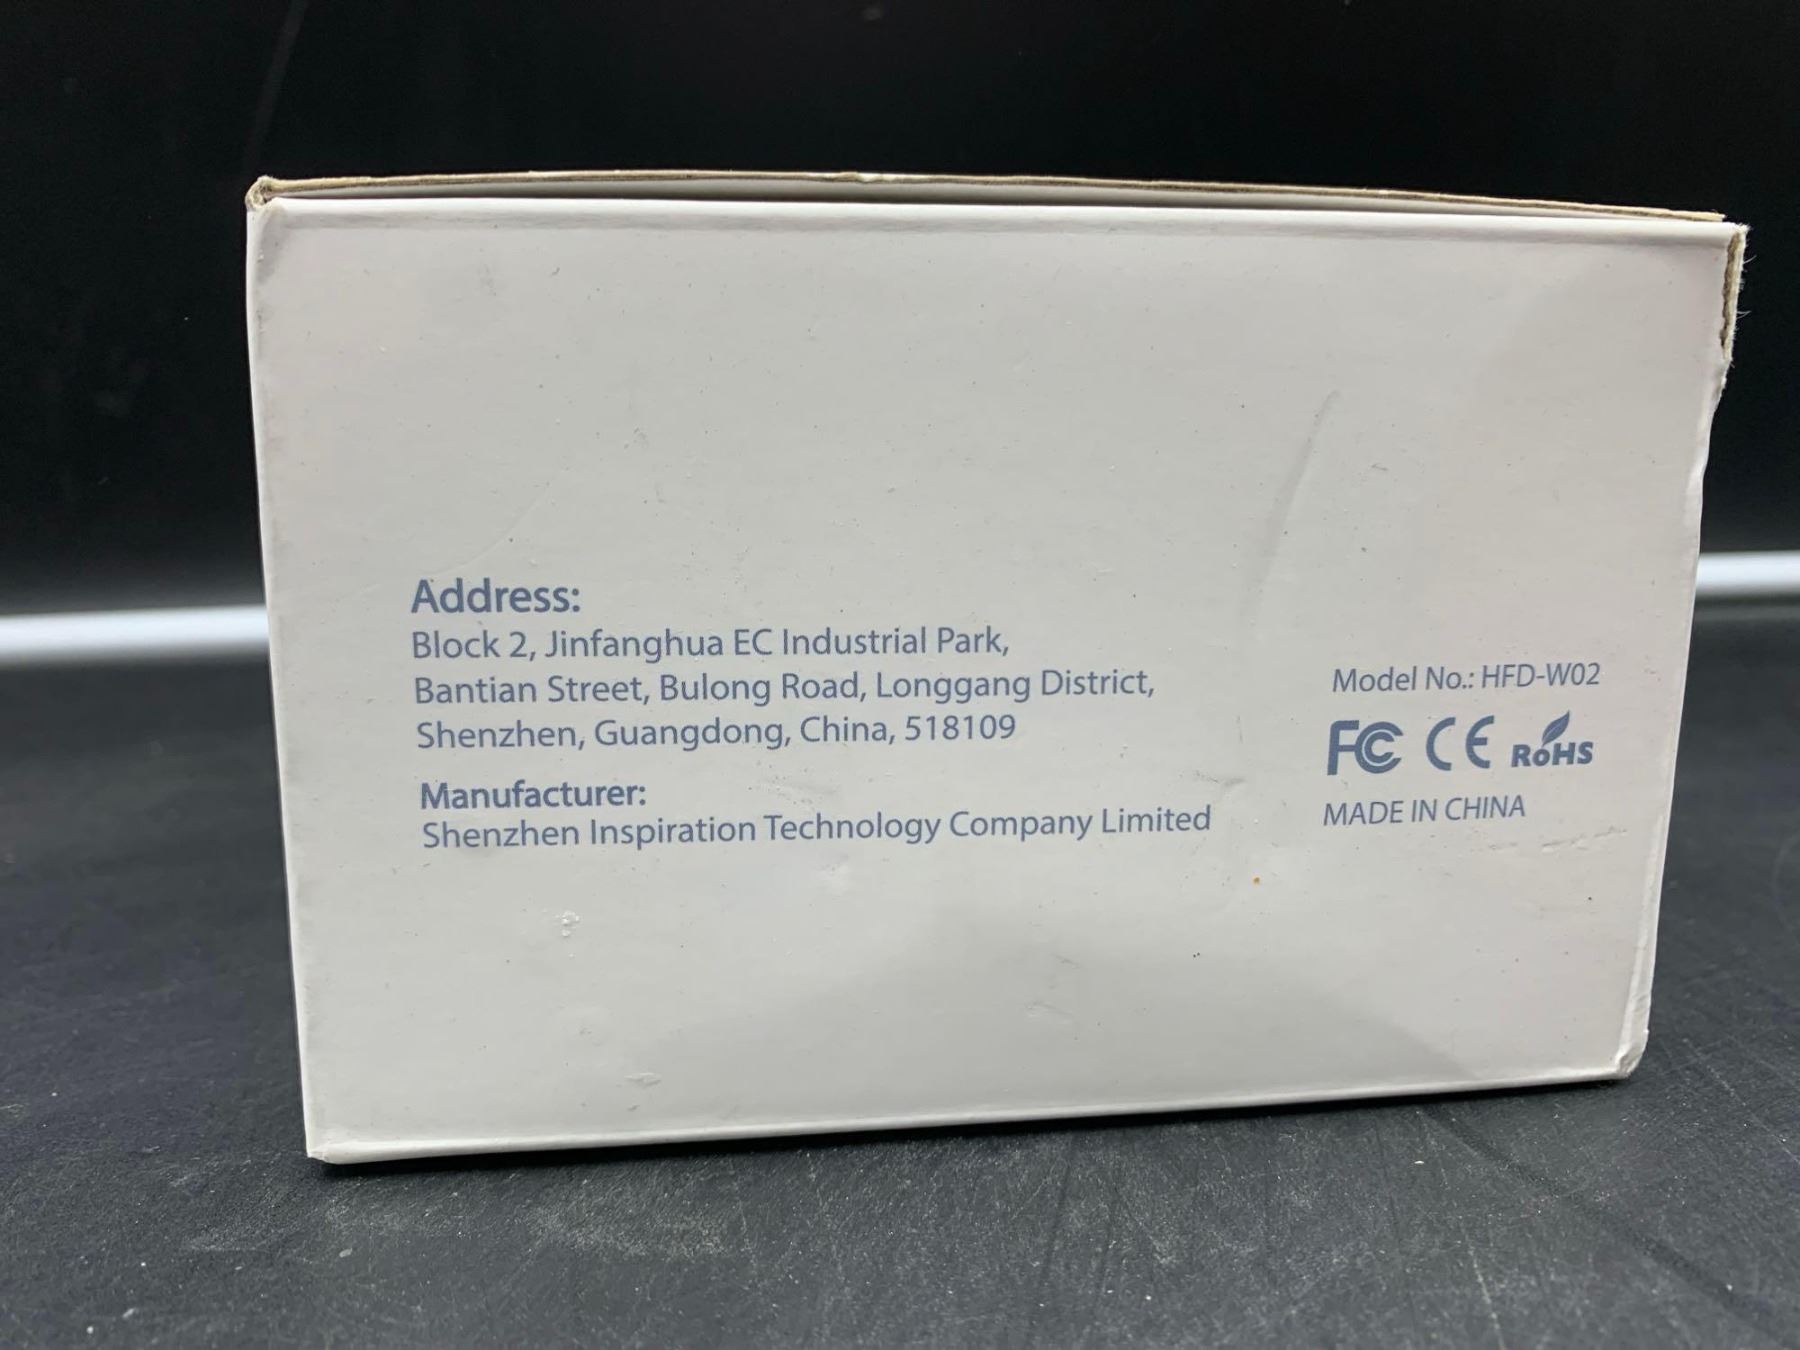 Address:
Block 2, Jinfanghua EC Industrial Park,
Bantian Street, Bulong Road, Longgang District,
Shenzhen, Guangdong, China, 518109
Manufacturer:
Shenzhen Inspiration Technology Company Limited
Model No.: HFD-W02
FC CE RoHS
MADE IN CHINA